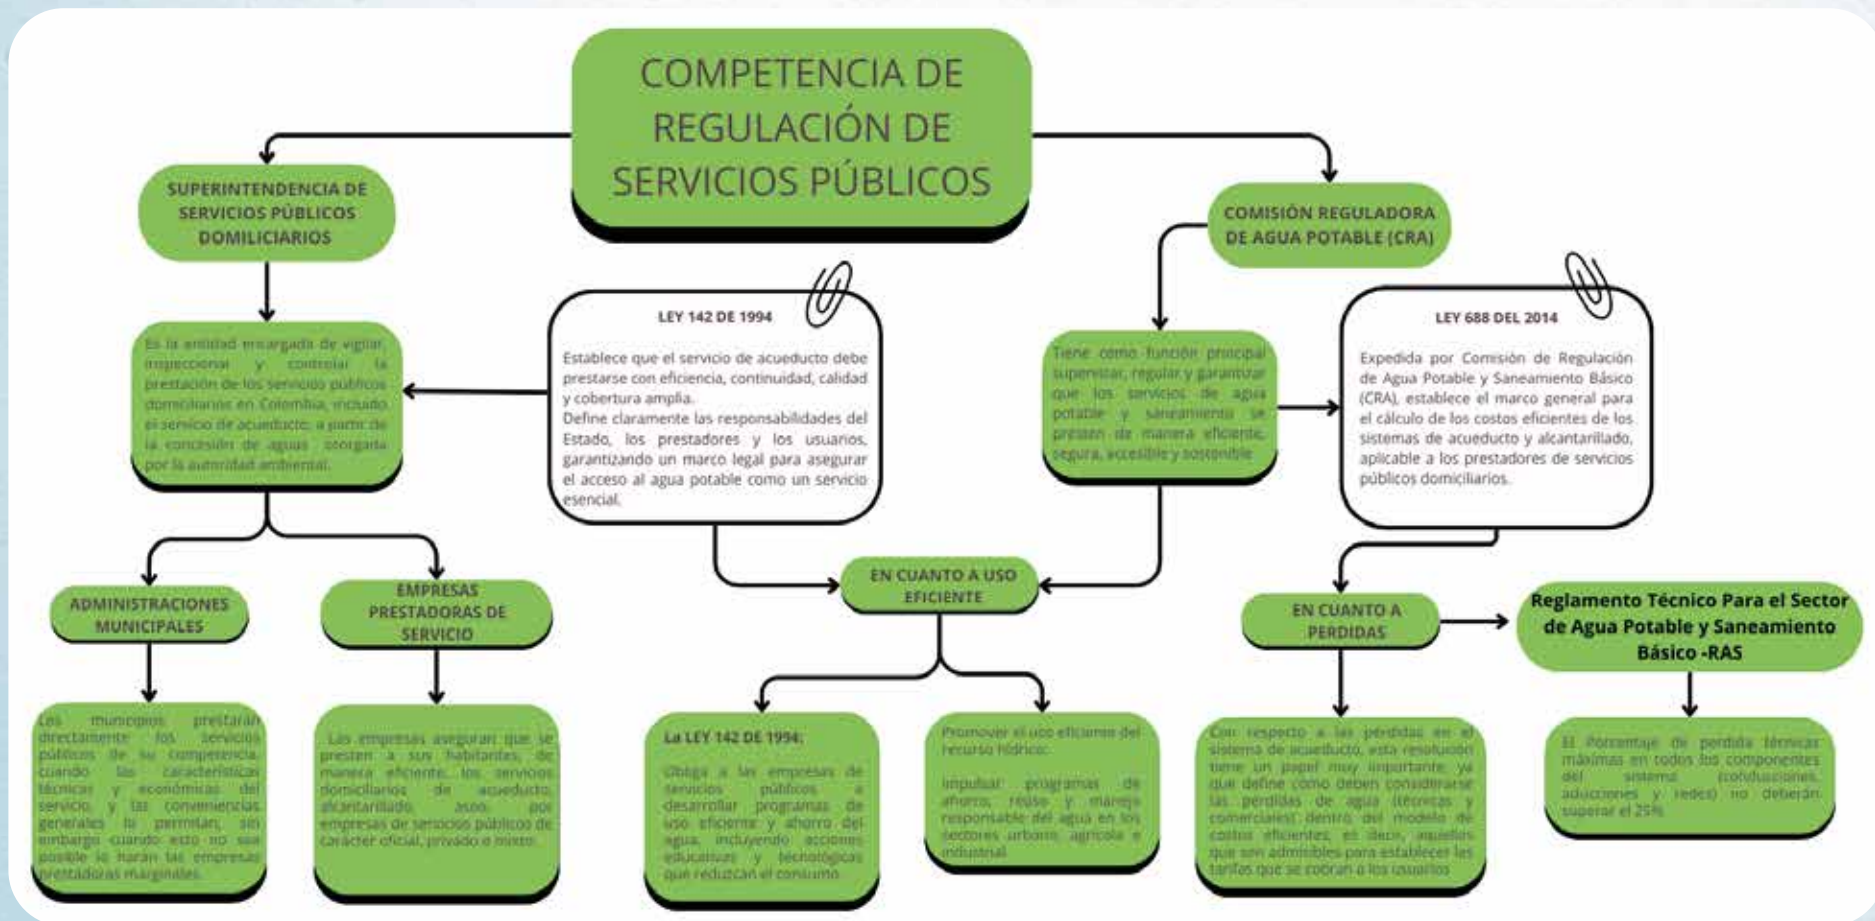 COMPETENCIA DE
REGULACIÓN DE
SERVICIOS PÚBLICOS
SUPERINTENDENCIA DE
SERVICIOS PÚBLICOS
DOMILICIARIOS
COMISIÓN REGULADORA
DE AGUA POTABLE (CRA)
Es la entidad encargada de vigilar,
inspeccionar y controlar la
prestación de los servicios públicos
domiciliarios en Colombia, incluido
el servicio de acueducto, a partir de
la concesión de aguas otorgada
por la autoridad ambiental.
LEY 142 DE 1994
Establece que el servicio de acueducto debe
prestarse con eficiencia, continuidad, calidad
y cobertura amplia.
Define claramente las responsabilidades del
Estado, los prestadores y los usuarios,
garantizando un marco legal para asegurar
el acceso al agua potable como un servicio
esencial.
Tiene como función principal
supervisar, regular y garantizar
que los servicios de agua
potable y saneamiento se
presten de manera eficiente,
segura, accesible y sostenible
LEY 688 DEL 2014
Expedida por Comisión de Regulación
de Agua Potable y Saneamiento Básico
(CRA), establece el marco general para
el cálculo de los costos eficientes de los
sistemas de acueducto y alcantarillado,
aplicable a los prestadores de servicios
públicos domiciliarios.
ADMINISTRACIONES
MUNICIPALES
EMPRESAS
PRESTADORAS DE
SERVICIO
EN CUANTO A USO
EFICIENTE
EN CUANTO A
PERDIDAS
Reglamento Técnico Para el Sector
de Agua Potable y Saneamiento
Básico -RAS
Los municipios prestarán
directamente los servicios
públicos de su competencia,
cuando las características
técnicas y económicas del
servicio, y las conveniencias
generales lo permitan, sin
embargo cuando esto no sea
posible lo harán las empresas
prestadoras marginales.
Las empresas aseguran que se
presten a sus habitantes, de
manera eficiente, los servicios
domiciliarios de acueducto,
alcantarillado, aseo, por
empresas de servicios públicos de
carácter oficial, privado o mixto.
La LEY 142 DE 1994:
Obliga a las empresas de
servicios públicos a
desarrollar programas de
uso eficiente y ahorro del
agua, incluyendo acciones
educativas y tecnológicas
que reduzcan el consumo.
Promover el uso eficiente del
recurso hídrico:
Impulsar programas de
ahorro, reúso y manejo
responsable del agua en los
sectores urbano, agrícola e
industrial.
Con respecto a las pérdidas en el
sistema de acueducto, esta resolución
tiene un papel muy importante, ya
que define cómo deben considerarse
las pérdidas de agua (técnicas y
comerciales) dentro del modelo de
costos eficientes, es decir, aquellos
que son admisibles para establecer las
tarifas que se cobran a los usuarios
El Porcentaje de perdida técnicas
máximas en todos los componentes
del sistema (conducciones,
aducciones y redes) no deberán
superar el 25%